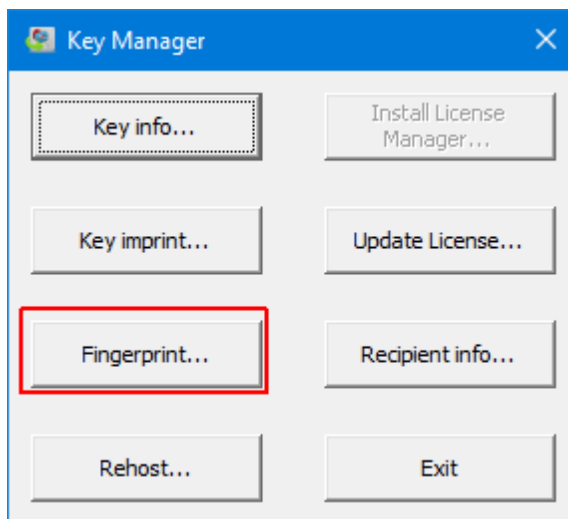 Key Manager
Key info...
Install License
Manager...
Key imprint...
Update License...
Fingerprint...
Recipient info...
Rehost...
Exit